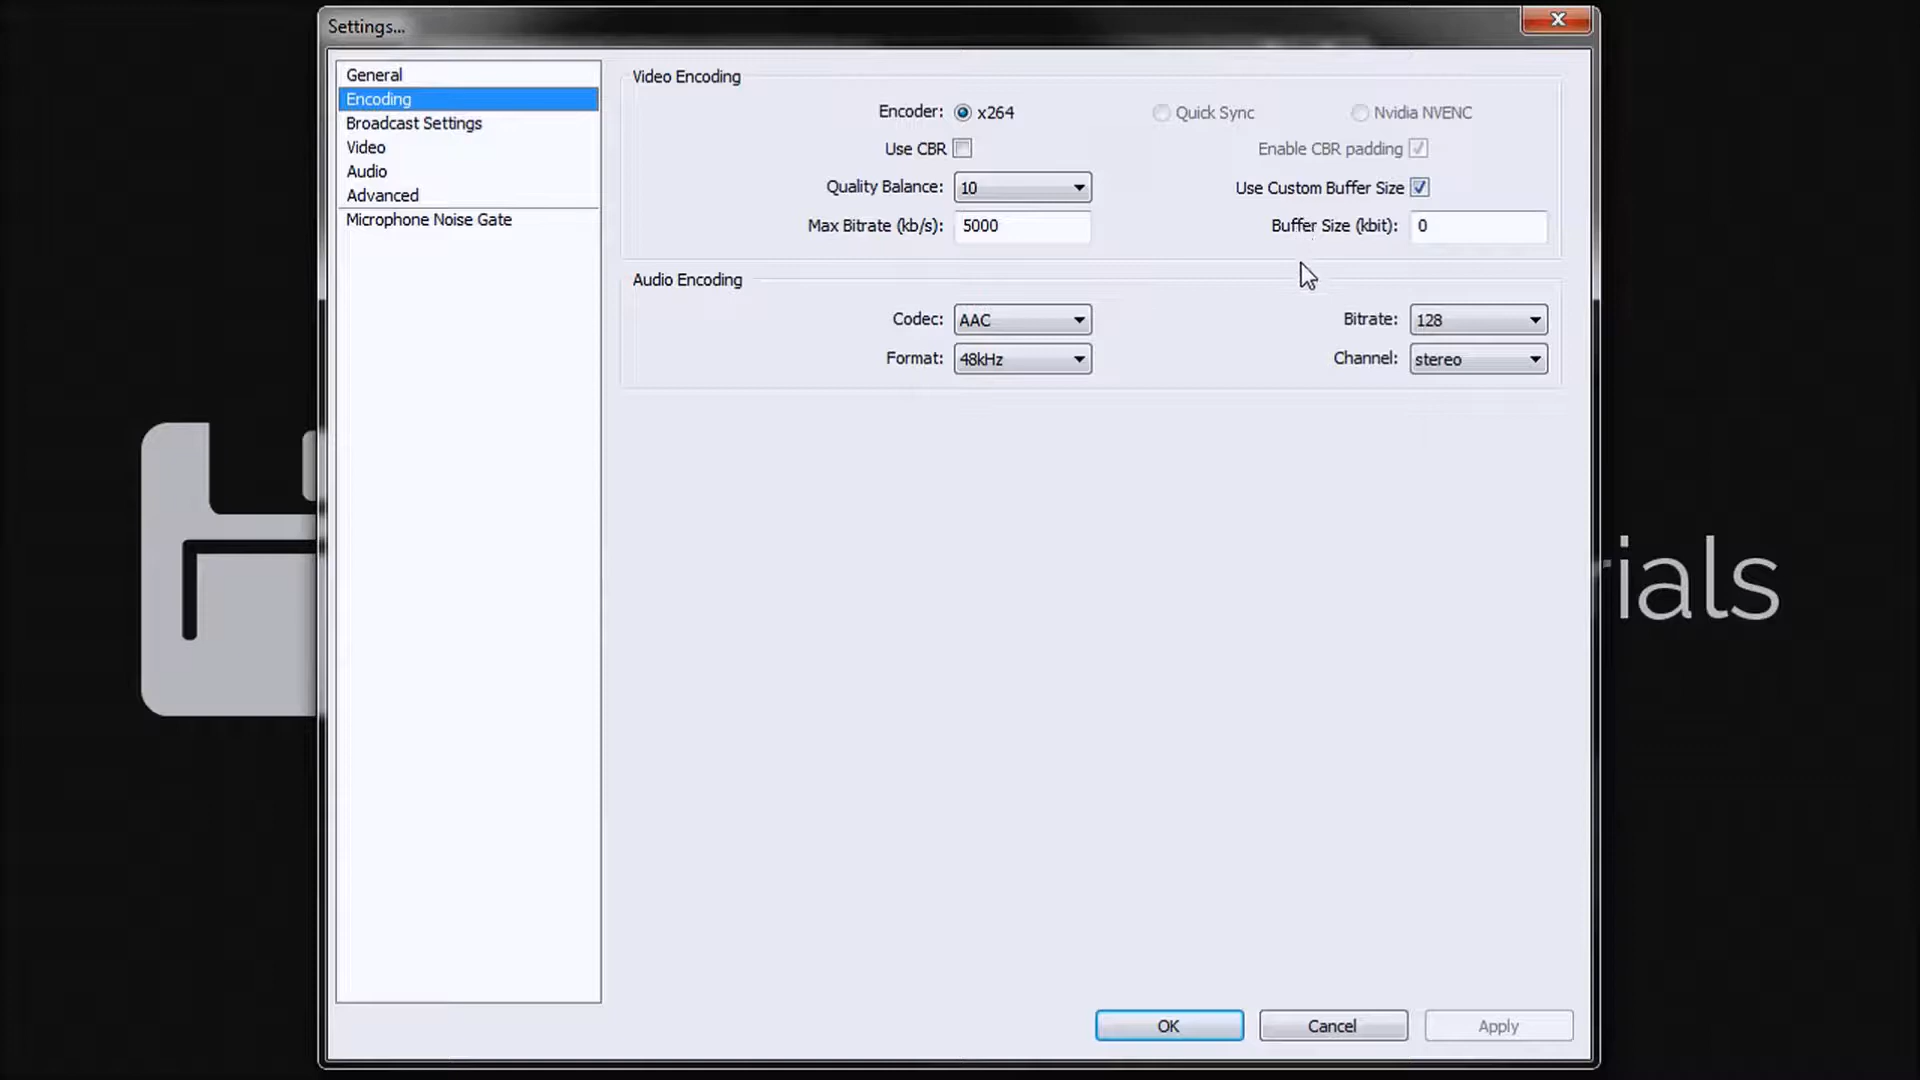 Settings...
General
Encoding
Broadcast Settings
Video
Audio
Advanced
Microphone Noise Gate
Video Encoding
Encoder: x264 Quick Sync Nvidia NVENC
Use CBR Enable CBR padding
Quality Balance: 10 Use Custom Buffer Size
Max Bitrate (kb/s): 5000 Buffer Size (kbit): 0
Audio Encoding
Codec: AAC Bitrate: 128
Format: 48kHz Channel: stereo
rials
OK Cancel Apply